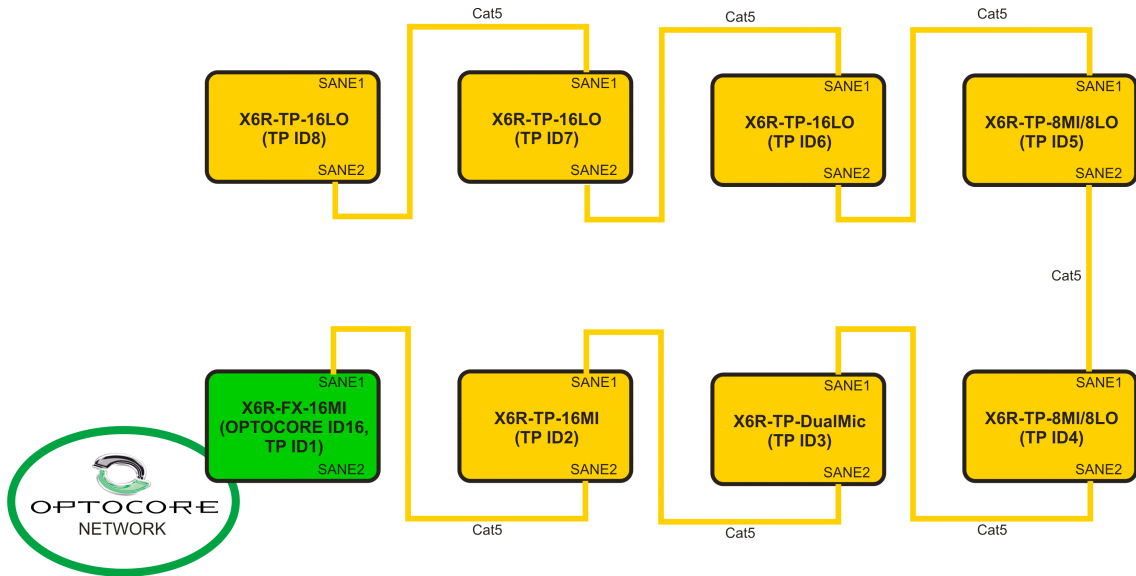 Cat5
Cat5
Cat5
SANE1
X6R-TP-16LO
(TP ID8)
SANE2
SANE1
X6R-TP-16LO
(TP ID7)
SANE2
SANE1
X6R-TP-16LO
(TP ID6)
SANE2
SANE1
X6R-TP-8MI/8LO
(TP ID5)
SANE2
Cat5
SANE1
X6R-FX-16MI
(OPTOCORE ID16,
TP ID1)
SANE2
SANE1
X6R-TP-16MI
(TP ID2)
SANE2
SANE1
X6R-TP-DualMic
(TP ID3)
SANE2
SANE1
X6R-TP-8MI/8LO
(TP ID4)
SANE2
OPTOCORE
NETWORK
Cat5
Cat5
Cat5